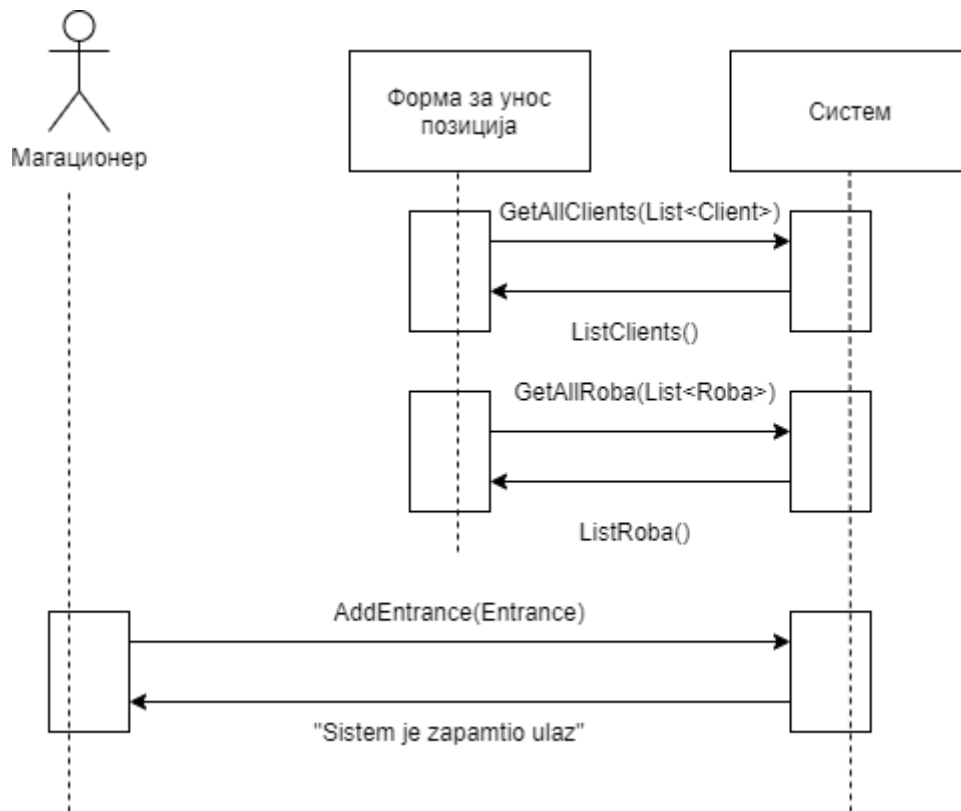 Магационер
Форма за унос
позиција
Систем
GetAllClients(List<Client>)
ListClients()
GetAllRoba(List<Roba>)
ListRoba()
AddEntrance(Entrance)
"Sistem je zapamtio ulaz"